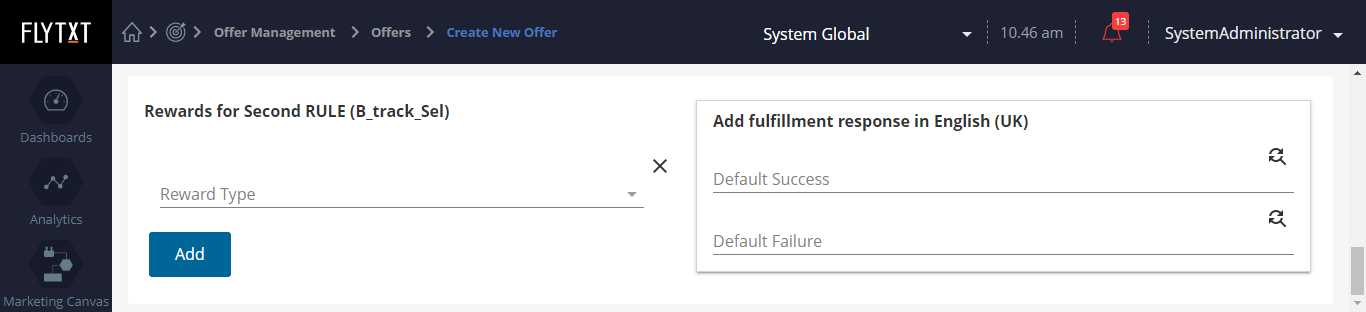 FLYTXT
Offer Management Offers Create New Offer
System Global
10.46 am
13
SystemAdministrator
Dashboards
Analytics
Marketing Canvas
Rewards for Second RULE (B_track_Sel)
Reward Type
Add
Add fulfillment response in English (UK)
Default Success
Default Failure